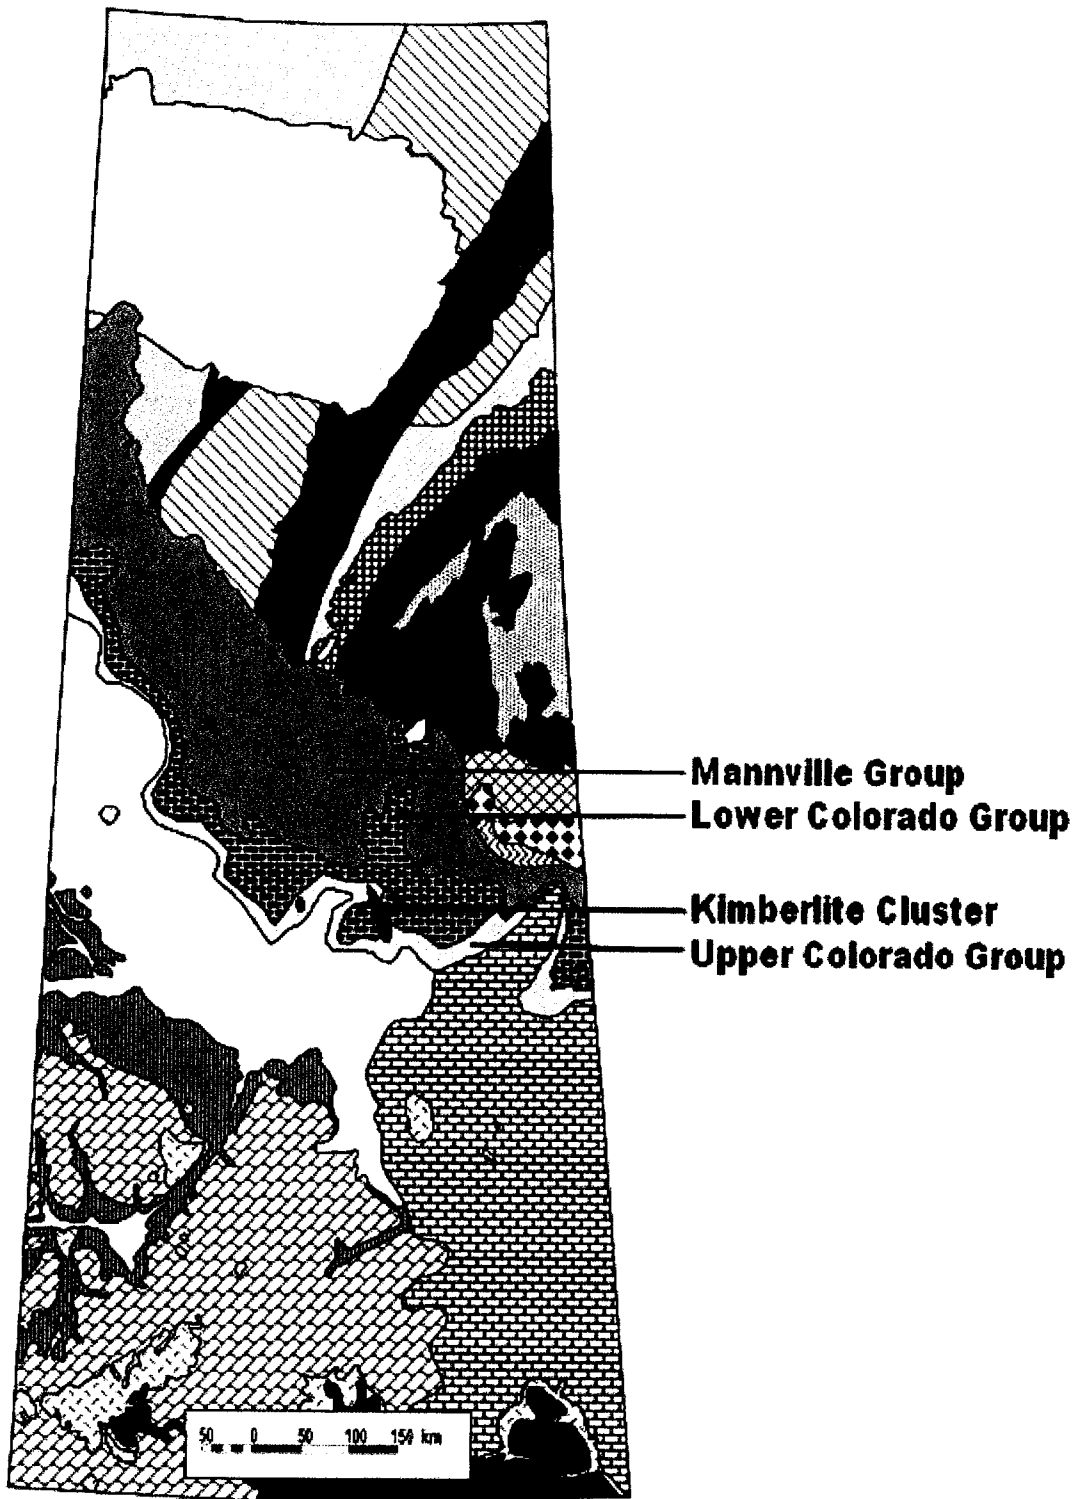 Mannville Group
Lower Colorado Group
Kimberlite Cluster
Upper Colorado Group
50 0 50 100 150 km